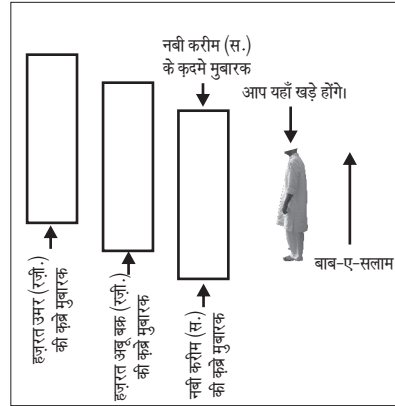 नबी करीम (स.)
के क़दमे मुबारक
आप यहाँ खड़े होंगे।
बाब-ए-सलाम
हज़रत उमर (रज़ी.)
की क़ब्रे मुबारक
हज़रत अबू बक्र (रज़ी.)
की क़ब्रे मुबारक
नबी करीम (स.)
की क़ब्रे मुबारक